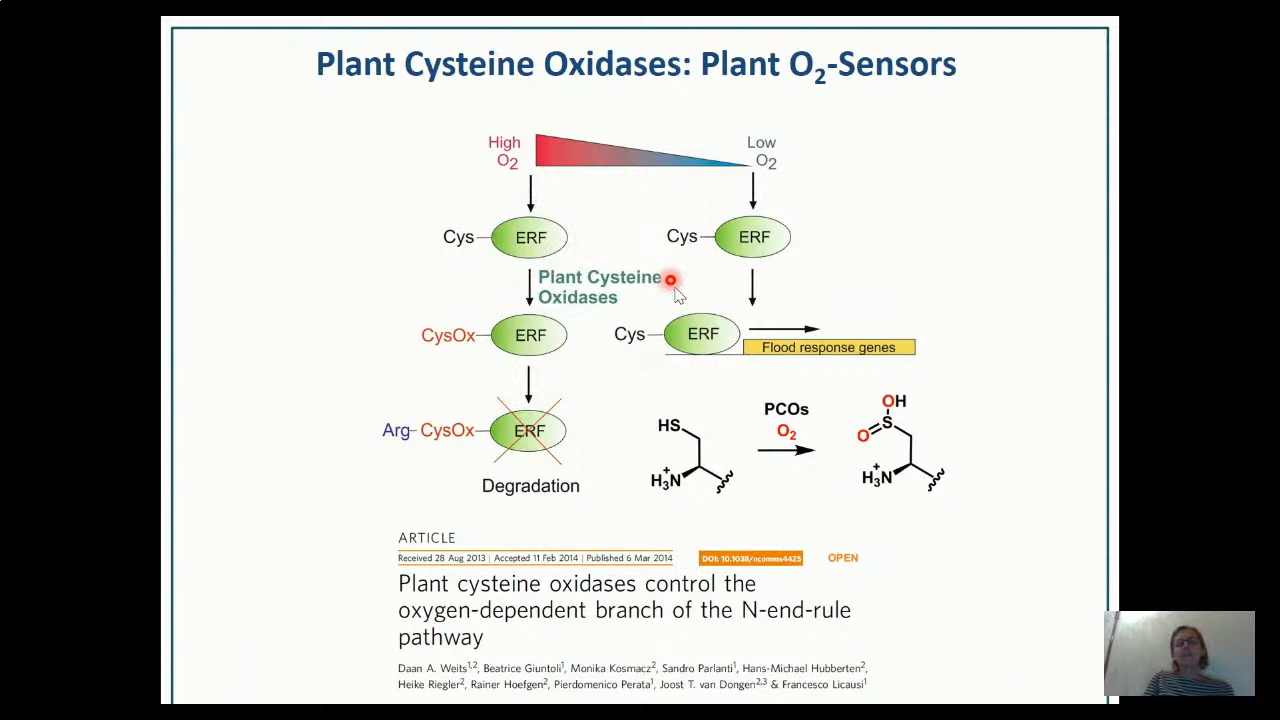 Plant Cysteine Oxidases: Plant O2-Sensors
High O2
Low O2
Cys ERF
Cys ERF
Plant Cysteine
Oxidases
CysOx ERF
Cys ERF
Flood response genes
Arg CysOx ERF
Degradation
HS
H3N+
PCOs
O2
OH
O
S
H3N+
ARTICLE
Received 28 Aug 2013 | Accepted 11 Feb 2014 | Published 6 Mar 2014
DOI: 10.1038/ncomms4425
OPEN
Plant cysteine oxidases control the
oxygen-dependent branch of the N-end-rule
pathway
Daan A. Weits1,2, Beatrice Giuntoli1, Monika Kosmacz2, Sandro Parlanti1, Hans-Michael Hubberten2,
Heike Riegler2, Rainer Hoefgen2, Pierdomenico Perata1, Joost T. van Dongen2,3 & Francesco Licausi1